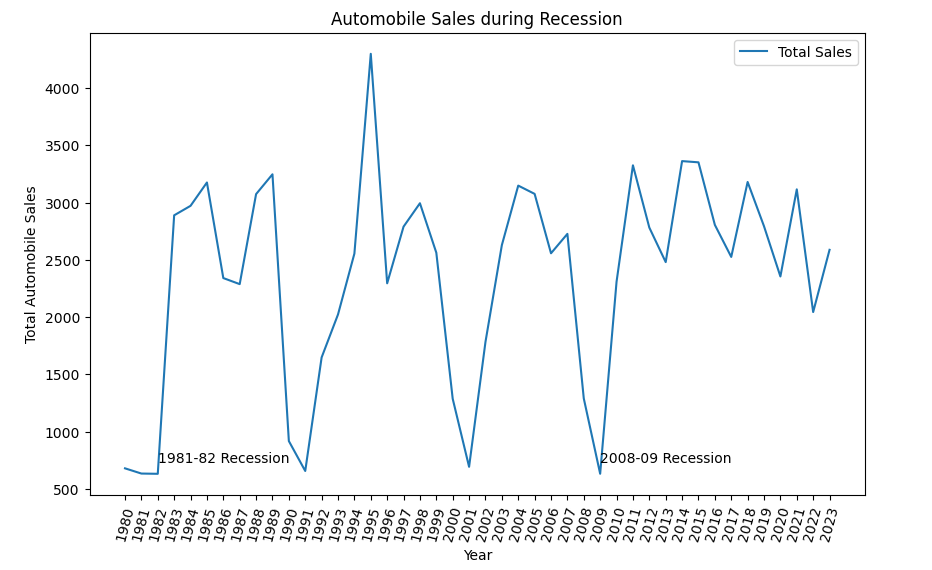 Automobile Sales during Recession
Total Sales
Total Automobile Sales
4000
3500
3000
2500
2000
1500
1000
500
1981-82 Recession
2008-09 Recession
1980 1981 1982 1983 1984 1985 1986 1987 1988 1989 1990 1991 1992 1993 1994 1995 1996 1997 1998 1999 2000 2001 2002 2003 2004 2005 2006 2007 2008 2009 2010 2011 2012 2013 2014 2015 2016 2017 2018 2019 2020 2021 2022 2023
Year